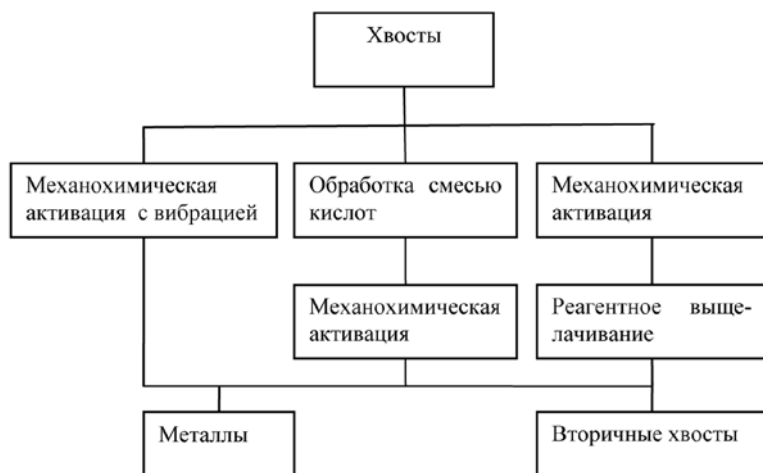 Хвосты
Механохимическая
активация с вибрацией
Обработка смесью
кислот
Механохимическая
активация
Механохимическая
активация
Реагентное выще-
лачивание
Металлы
Вторичные хвосты